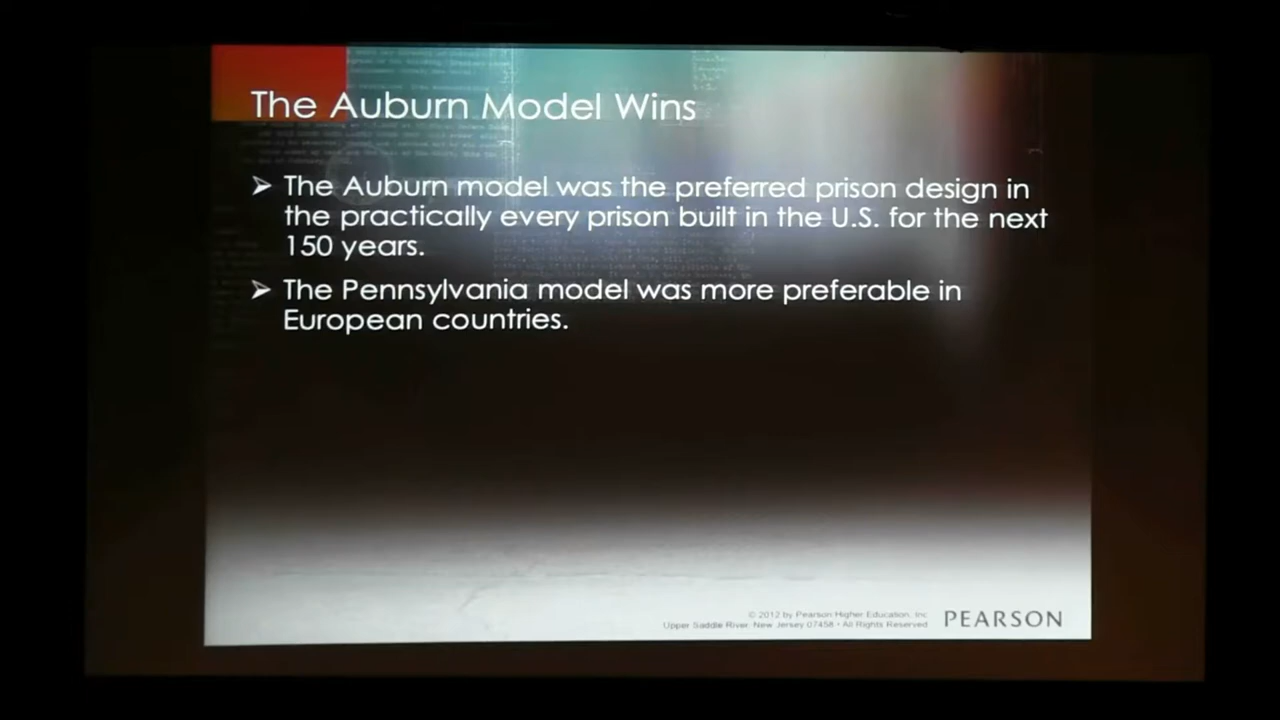 The Auburn Model Wins
➢ The Auburn model was the preferred prison design in
the practically every prison built in the U.S. for the next
150 years.
➢ The Pennsylvania model was more preferable in
European countries.
© 2012 by Pearson Higher Education, Inc
Upper Saddle River, New Jersey 07458 • All Rights Reserved
PEARSON